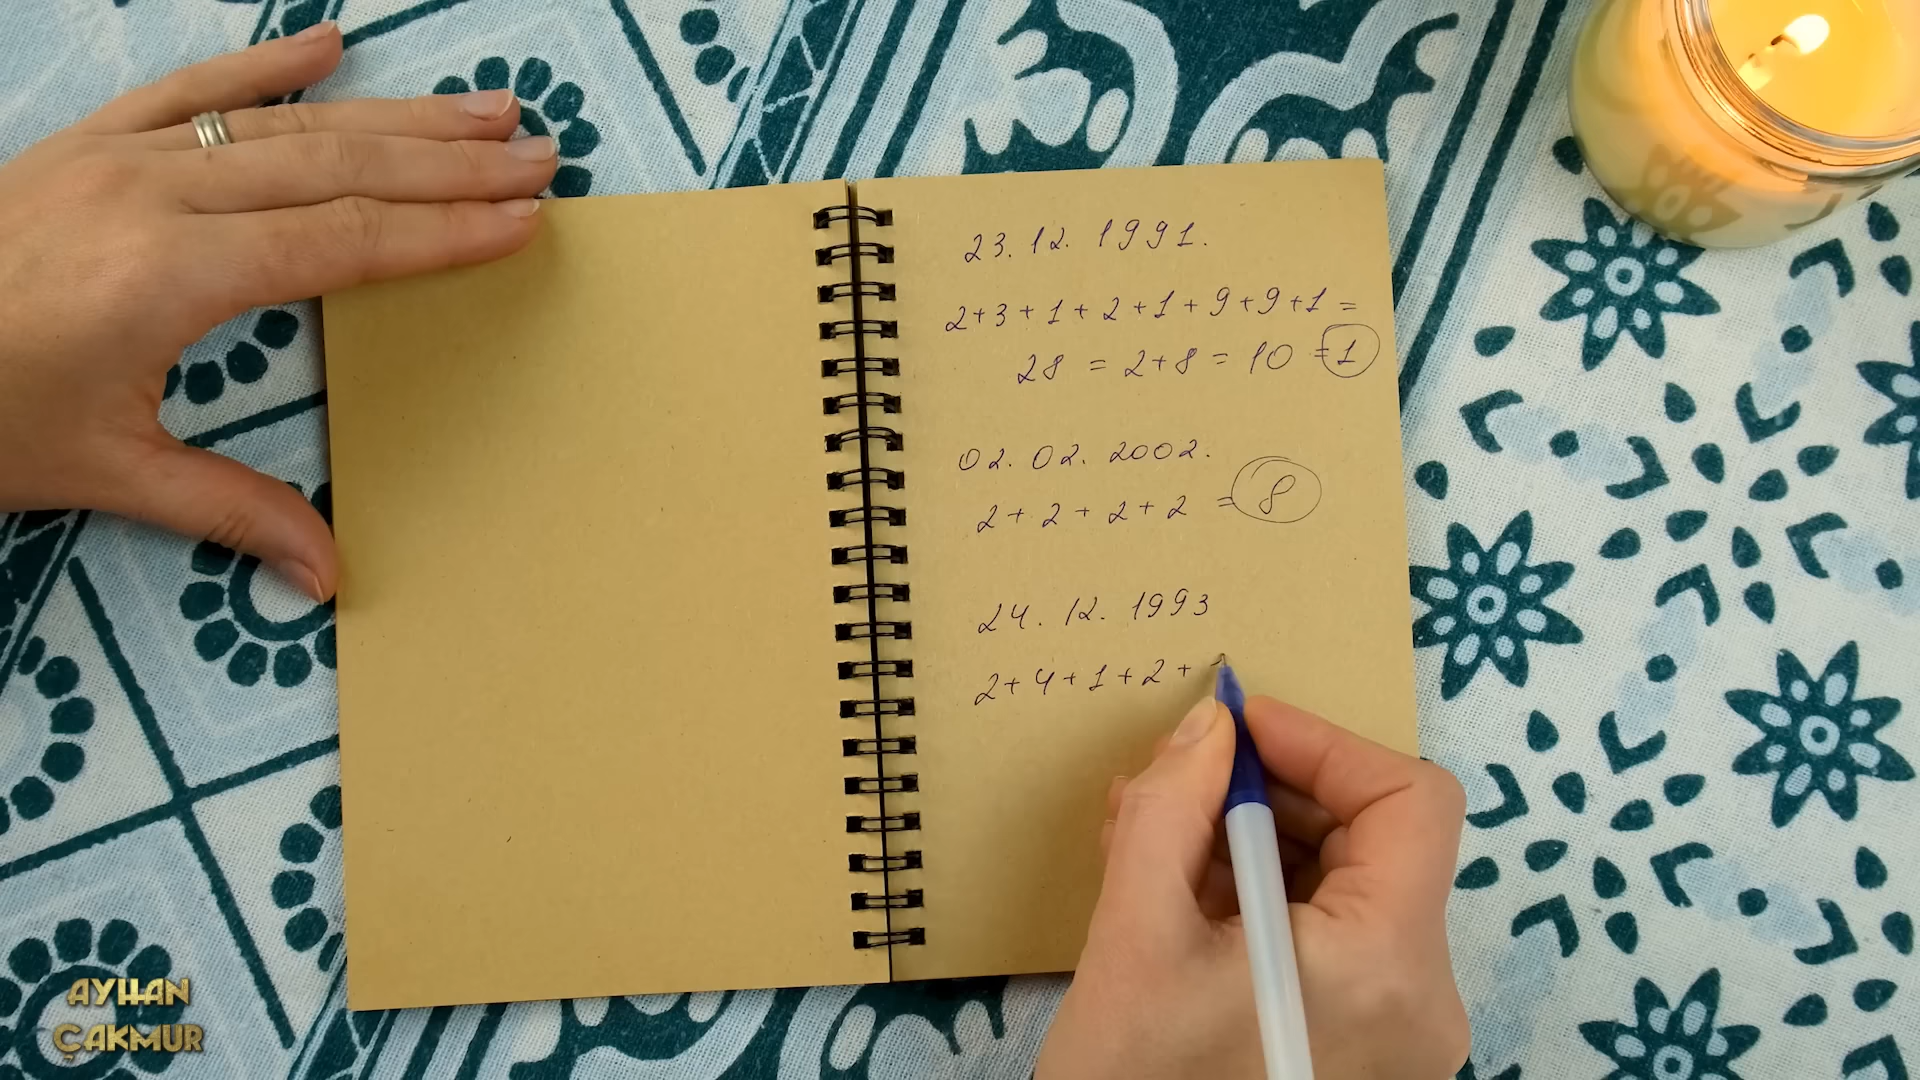 23. 12. 1991.
2+3+1+2+1+9+9+1=
28 = 2+8 = 10 = 1
02. 02. 2002.
2+2+2+2 = 8
24. 12. 1993
2+4+1+2+
AYHAN
ÇAKMUR